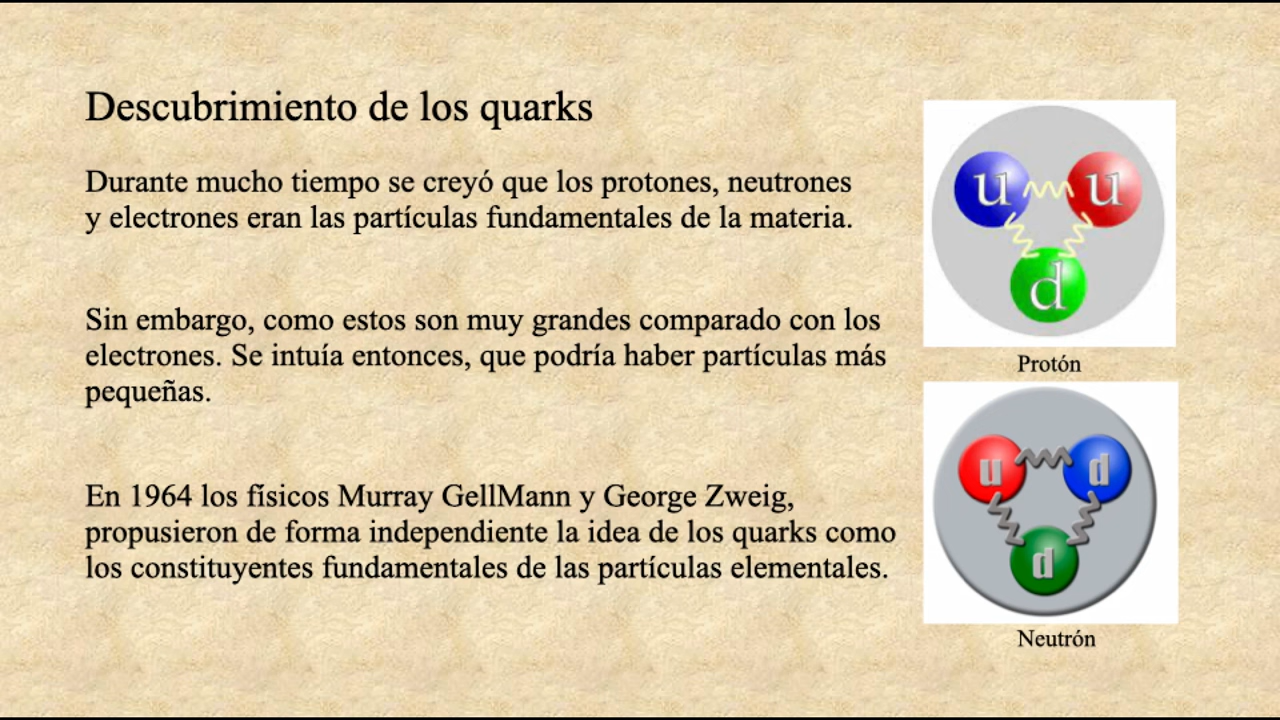 Descubrimiento de los quarks
Durante mucho tiempo se creyó que los protones, neutrones
y electrones eran las partículas fundamentales de la materia.
Sin embargo, como estos son muy grandes comparado con los
electrones. Se intuía entonces, que podría haber partículas más
pequeñas.
En 1964 los físicos Murray GellMann y George Zweig,
propusieron de forma independiente la idea de los quarks como
los constituyentes fundamentales de las partículas elementales.
u u
d
Protón
u d
d
Neutrón